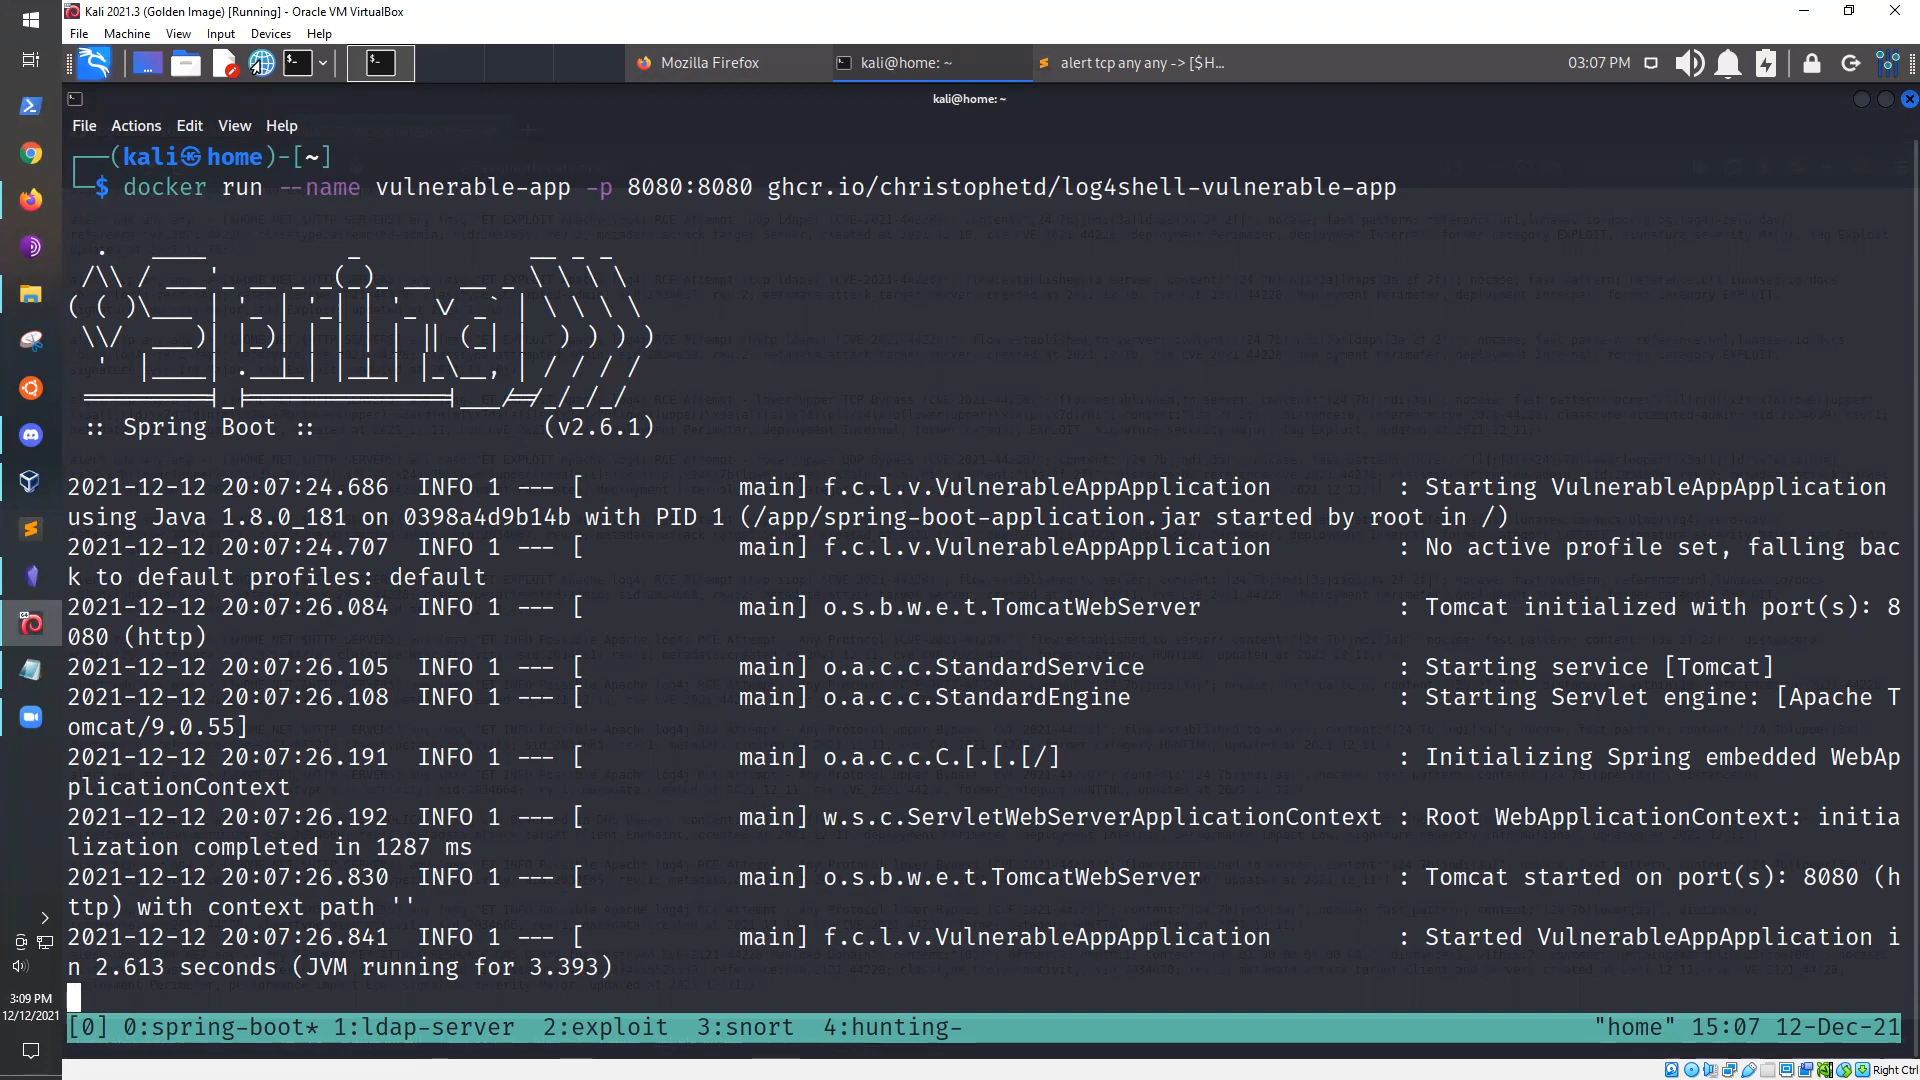 Kali 2021.3 (Golden Image) [Running] - Oracle VM VirtualBox
File Machine View Input Devices Help
Mozilla Firefox
kali@home: ~
alert tcp any any -> [$H...
03:07 PM
kali@home: ~
File Actions Edit View Help
┌──(kali㉿home)-[~]
└─$ docker run --name vulnerable-app -p 8080:8080 ghcr.io/christophetd/log4shell-vulnerable-app
:: Spring Boot :: (v2.6.1)
2021-12-12 20:07:24.686 INFO 1 --- [ main] f.c.l.v.VulnerableAppApplication : Starting VulnerableAppApplication
using Java 1.8.0_181 on 0398a4d9b14b with PID 1 (/app/spring-boot-application.jar started by root in /)
2021-12-12 20:07:24.707 INFO 1 --- [ main] f.c.l.v.VulnerableAppApplication : No active profile set, falling bac
k to default profiles: default
2021-12-12 20:07:26.084 INFO 1 --- [ main] o.s.b.w.e.t.TomcatWebServer : Tomcat initialized with port(s): 8
080 (http)
2021-12-12 20:07:26.105 INFO 1 --- [ main] o.a.c.c.StandardService : Starting service [Tomcat]
2021-12-12 20:07:26.108 INFO 1 --- [ main] o.a.c.c.StandardEngine : Starting Servlet engine: [Apache T
omcat/9.0.55]
2021-12-12 20:07:26.191 INFO 1 --- [ main] o.a.c.c.C.[.[.[/] : Initializing Spring embedded WebAp
plicationContext
2021-12-12 20:07:26.192 INFO 1 --- [ main] w.s.c.ServletWebServerApplicationContext : Root WebApplicationContext: initia
lization completed in 1287 ms
2021-12-12 20:07:26.830 INFO 1 --- [ main] o.s.b.w.e.t.TomcatWebServer : Tomcat started on port(s): 8080 (h
ttp) with context path ''
2021-12-12 20:07:26.841 INFO 1 --- [ main] f.c.l.v.VulnerableAppApplication : Started VulnerableAppApplication i
n 2.613 seconds (JVM running for 3.393)
[0] 0:spring-boot* 1:ldap-server 2:exploit 3:snort 4:hunting- "home" 15:07 12-Dec-21
3:09 PM
12/12/2021
Right Ctrl